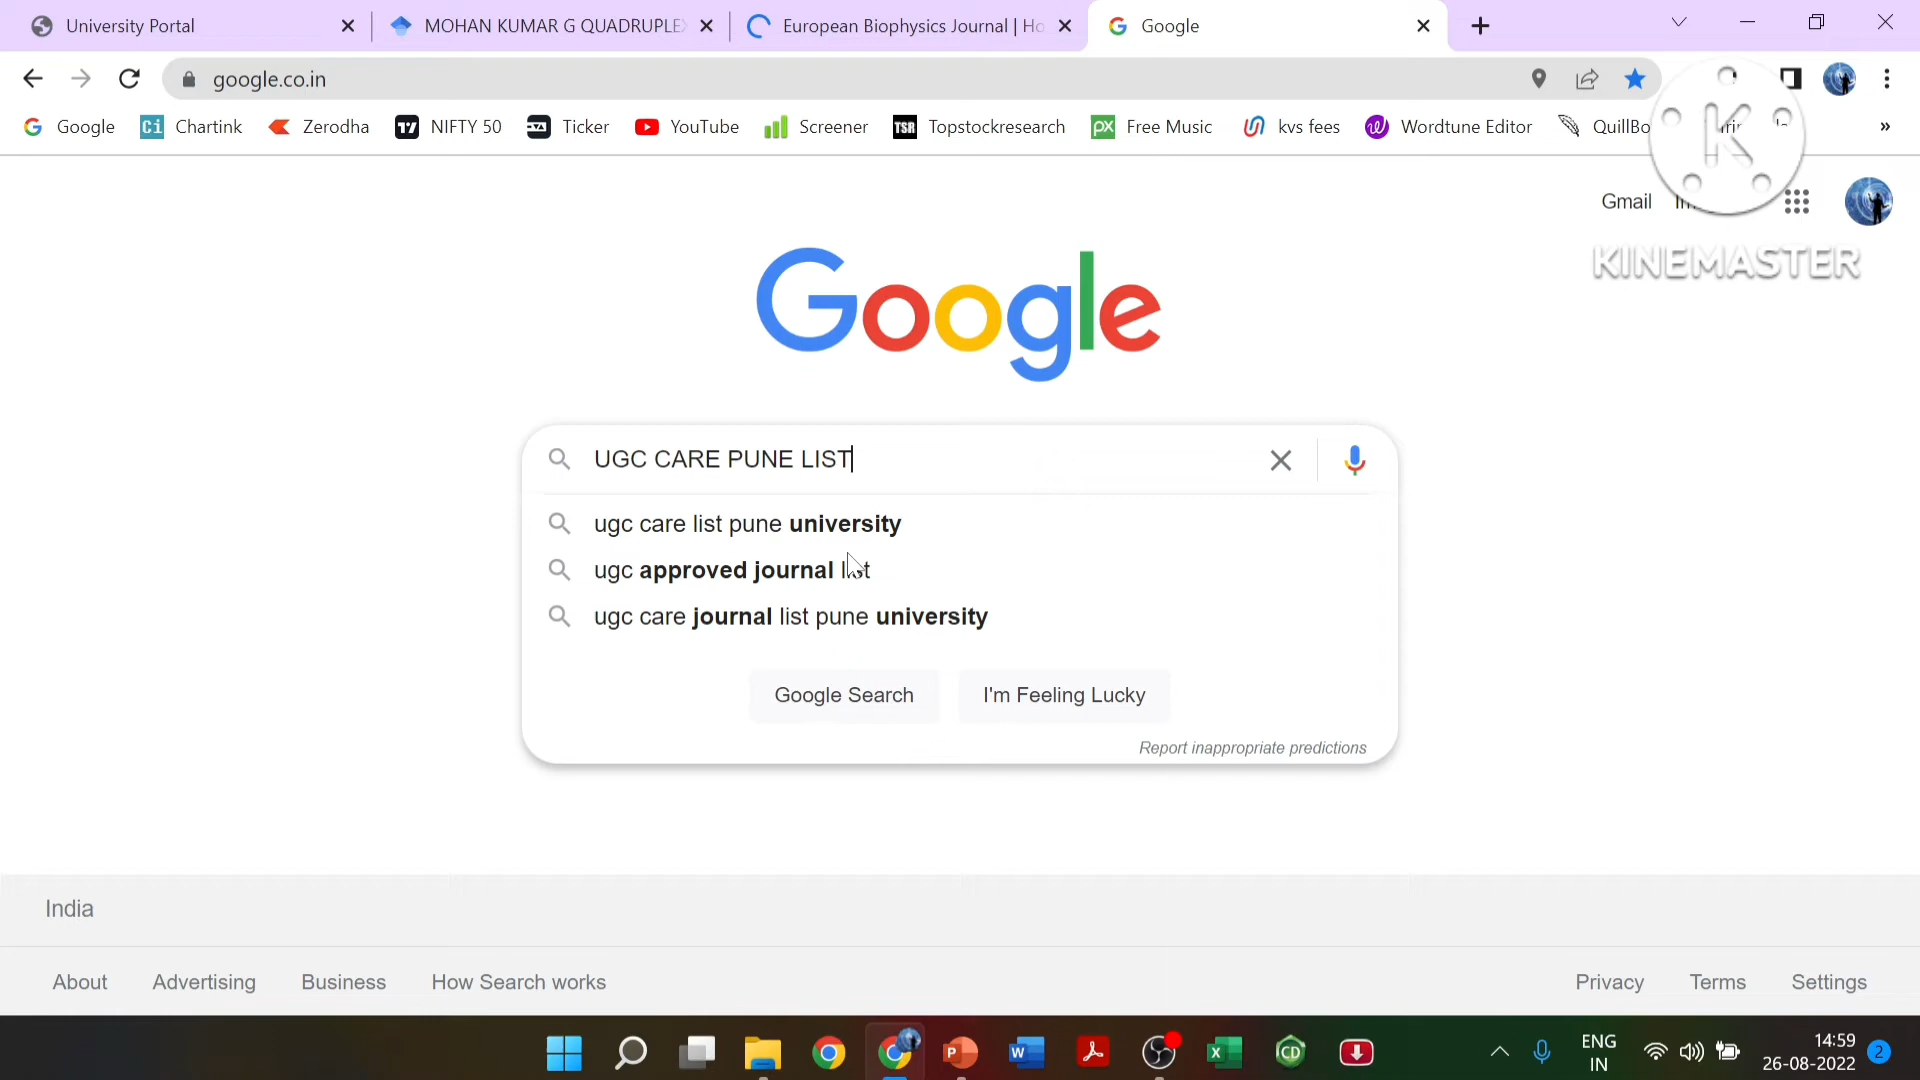 University Portal
MOHAN KUMAR G QUADRUPLE
European Biophysics Journal | Ho
Google
google.co.in
Google
Chartink
Zerodha
NIFTY 50
Ticker
YouTube
Screener
Topstockresearch
Free Music
kvs fees
Wordtune Editor
QuillBo
Gmail
KINEMASTER
Google
UGC CARE PUNE LIST
ugc care list pune university
ugc approved journal list
ugc care journal list pune university
Google Search
I'm Feeling Lucky
Report inappropriate predictions
India
About
Advertising
Business
How Search works
Privacy
Terms
Settings
ENG
IN
14:59
26-08-2022
2